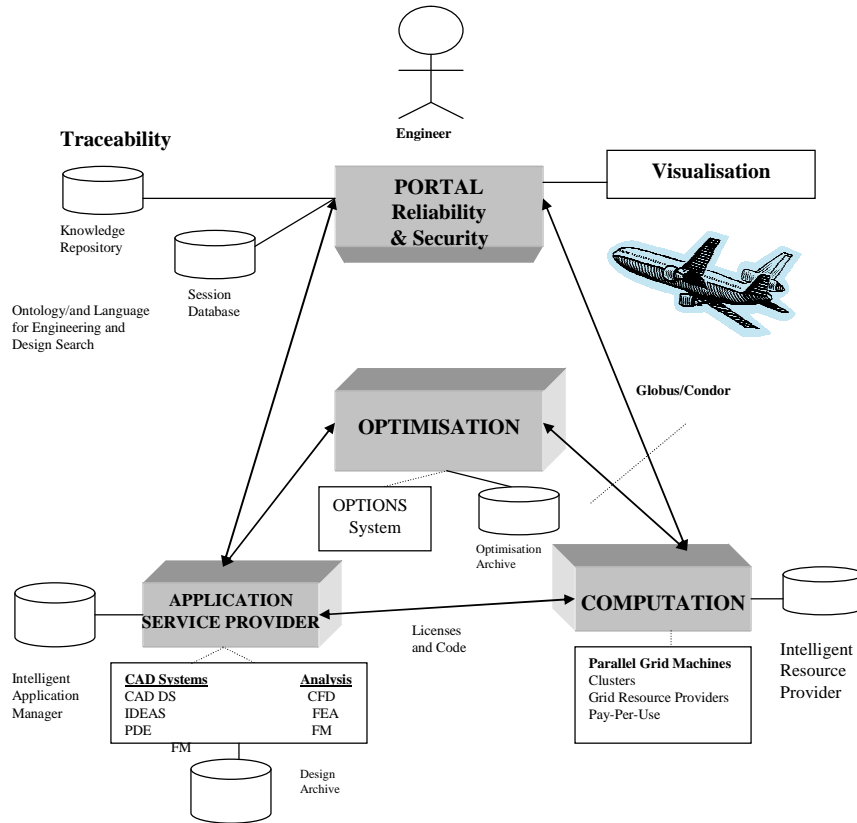 Engineer
Traceability
Knowledge
Repository
Session
Database
Ontology/and Language
for Engineering and
Design Search
PORTAL
Reliability
& Security
Visualisation
Globus/Condor
OPTIMISATION
OPTIONS
System
Optimisation
Archive
APPLICATION
SERVICE PROVIDER
Licenses
and Code
COMPUTATION
Intelligent
Application
Manager
CAD Systems Analysis
CAD DS CFD
IDEAS FEA
PDE FM
FM
Design
Archive
Parallel Grid Machines
Clusters
Grid Resource Providers
Pay-Per-Use
Intelligent
Resource
Provider